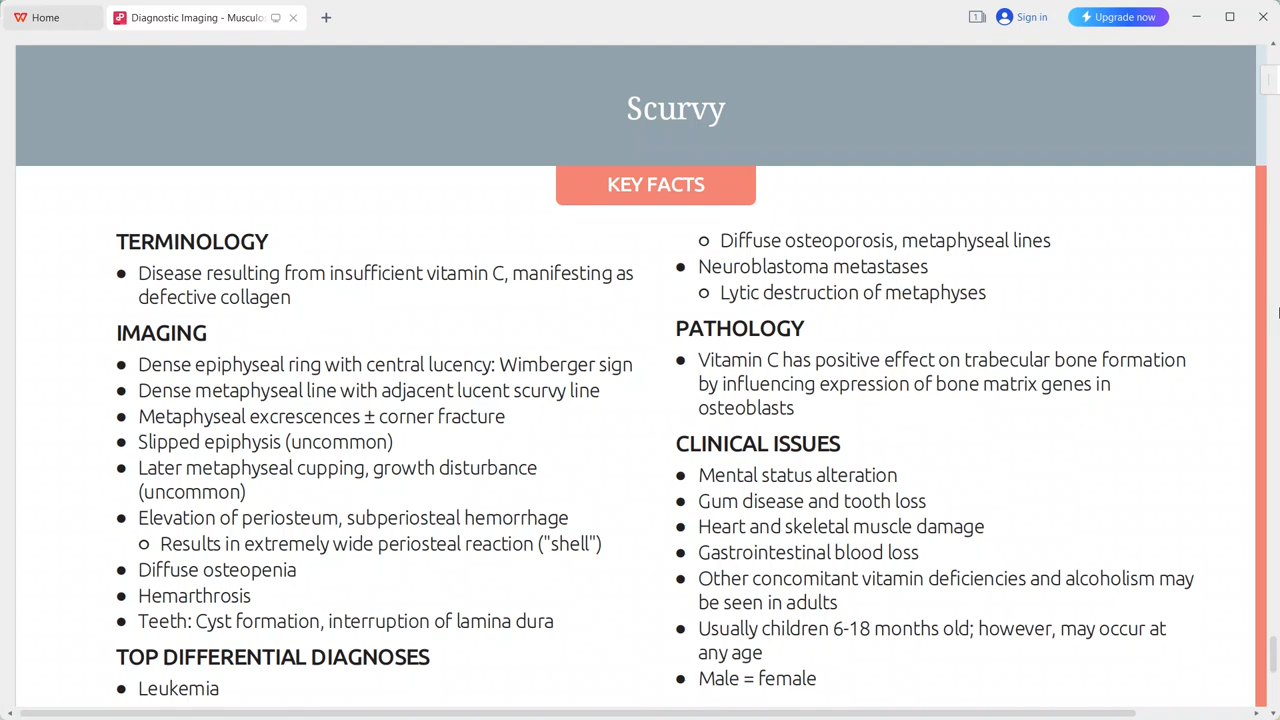 Home
Diagnostic Imaging - Musculos
1
Sign in
Upgrade now
Scurvy
KEY FACTS
TERMINOLOGY
• Disease resulting from insufficient vitamin C, manifesting as
defective collagen
IMAGING
• Dense epiphyseal ring with central lucency: Wimberger sign
• Dense metaphyseal line with adjacent lucent scurvy line
• Metaphyseal excrescences ± corner fracture
• Slipped epiphysis (uncommon)
• Later metaphyseal cupping, growth disturbance
(uncommon)
• Elevation of periosteum, subperiosteal hemorrhage
○ Results in extremely wide periosteal reaction ("shell")
• Diffuse osteopenia
• Hemarthrosis
• Teeth: Cyst formation, interruption of lamina dura
TOP DIFFERENTIAL DIAGNOSES
• Leukemia
○ Diffuse osteoporosis, metaphyseal lines
• Neuroblastoma metastases
○ Lytic destruction of metaphyses
PATHOLOGY
• Vitamin C has positive effect on trabecular bone formation
by influencing expression of bone matrix genes in
osteoblasts
CLINICAL ISSUES
• Mental status alteration
• Gum disease and tooth loss
• Heart and skeletal muscle damage
• Gastrointestinal blood loss
• Other concomitant vitamin deficiencies and alcoholism may
be seen in adults
• Usually children 6-18 months old; however, may occur at
any age
• Male = female